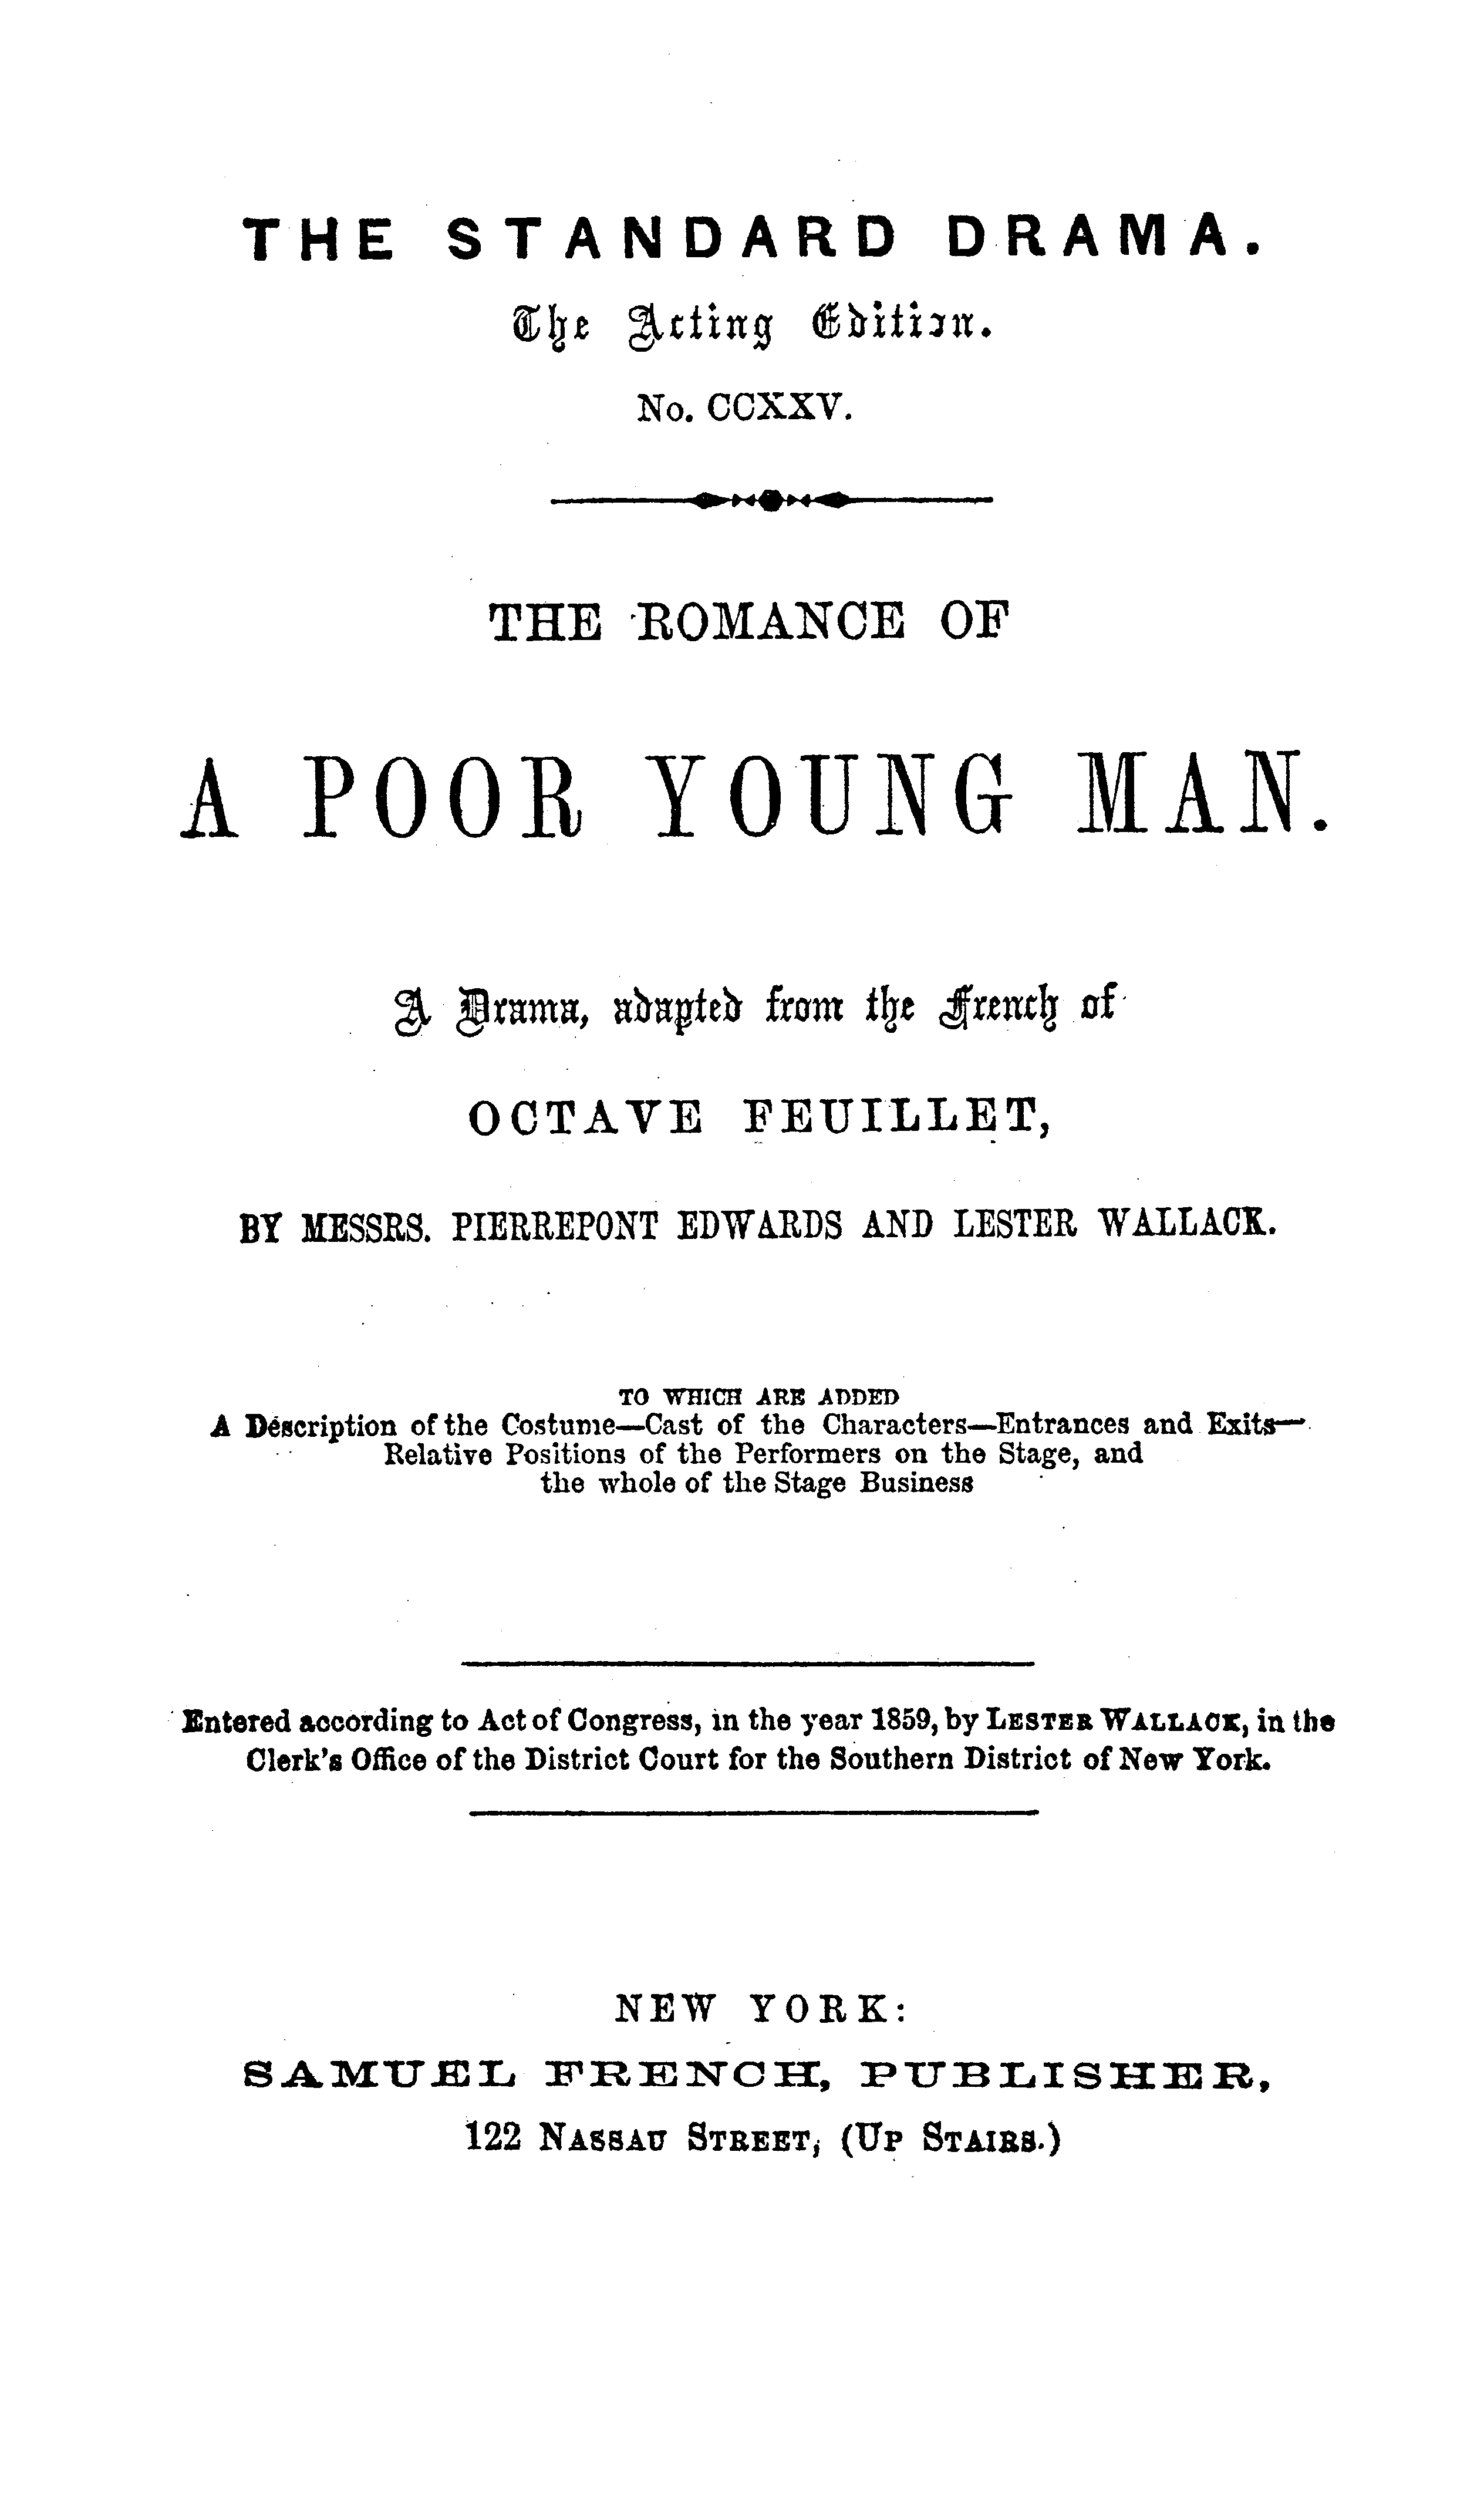 THE STANDARD DRAMA.
The Acting Edition.
No. CCXXV.
THE ROMANCE OF
A POOR YOUNG MAN.
A Drama, adapted from the French of
OCTAVE FEUILLET,
BY MESSRS. PIERREPONT EDWARDS AND LESTER WALLACK.
TO WHICH ARE ADDED
A Description of the Costume—Cast of the Characters—Entrances and Exits—
Relative Positions of the Performers on the Stage, and
the whole of the Stage Business
Entered according to Act of Congress, in the year 1859, by LESTER WALLACK, in the
Clerk's Office of the District Court for the Southern District of New York.
NEW YORK:
SAMUEL FRENCH, PUBLISHER,
122 NASSAU STREET, (UP STAIRS.)